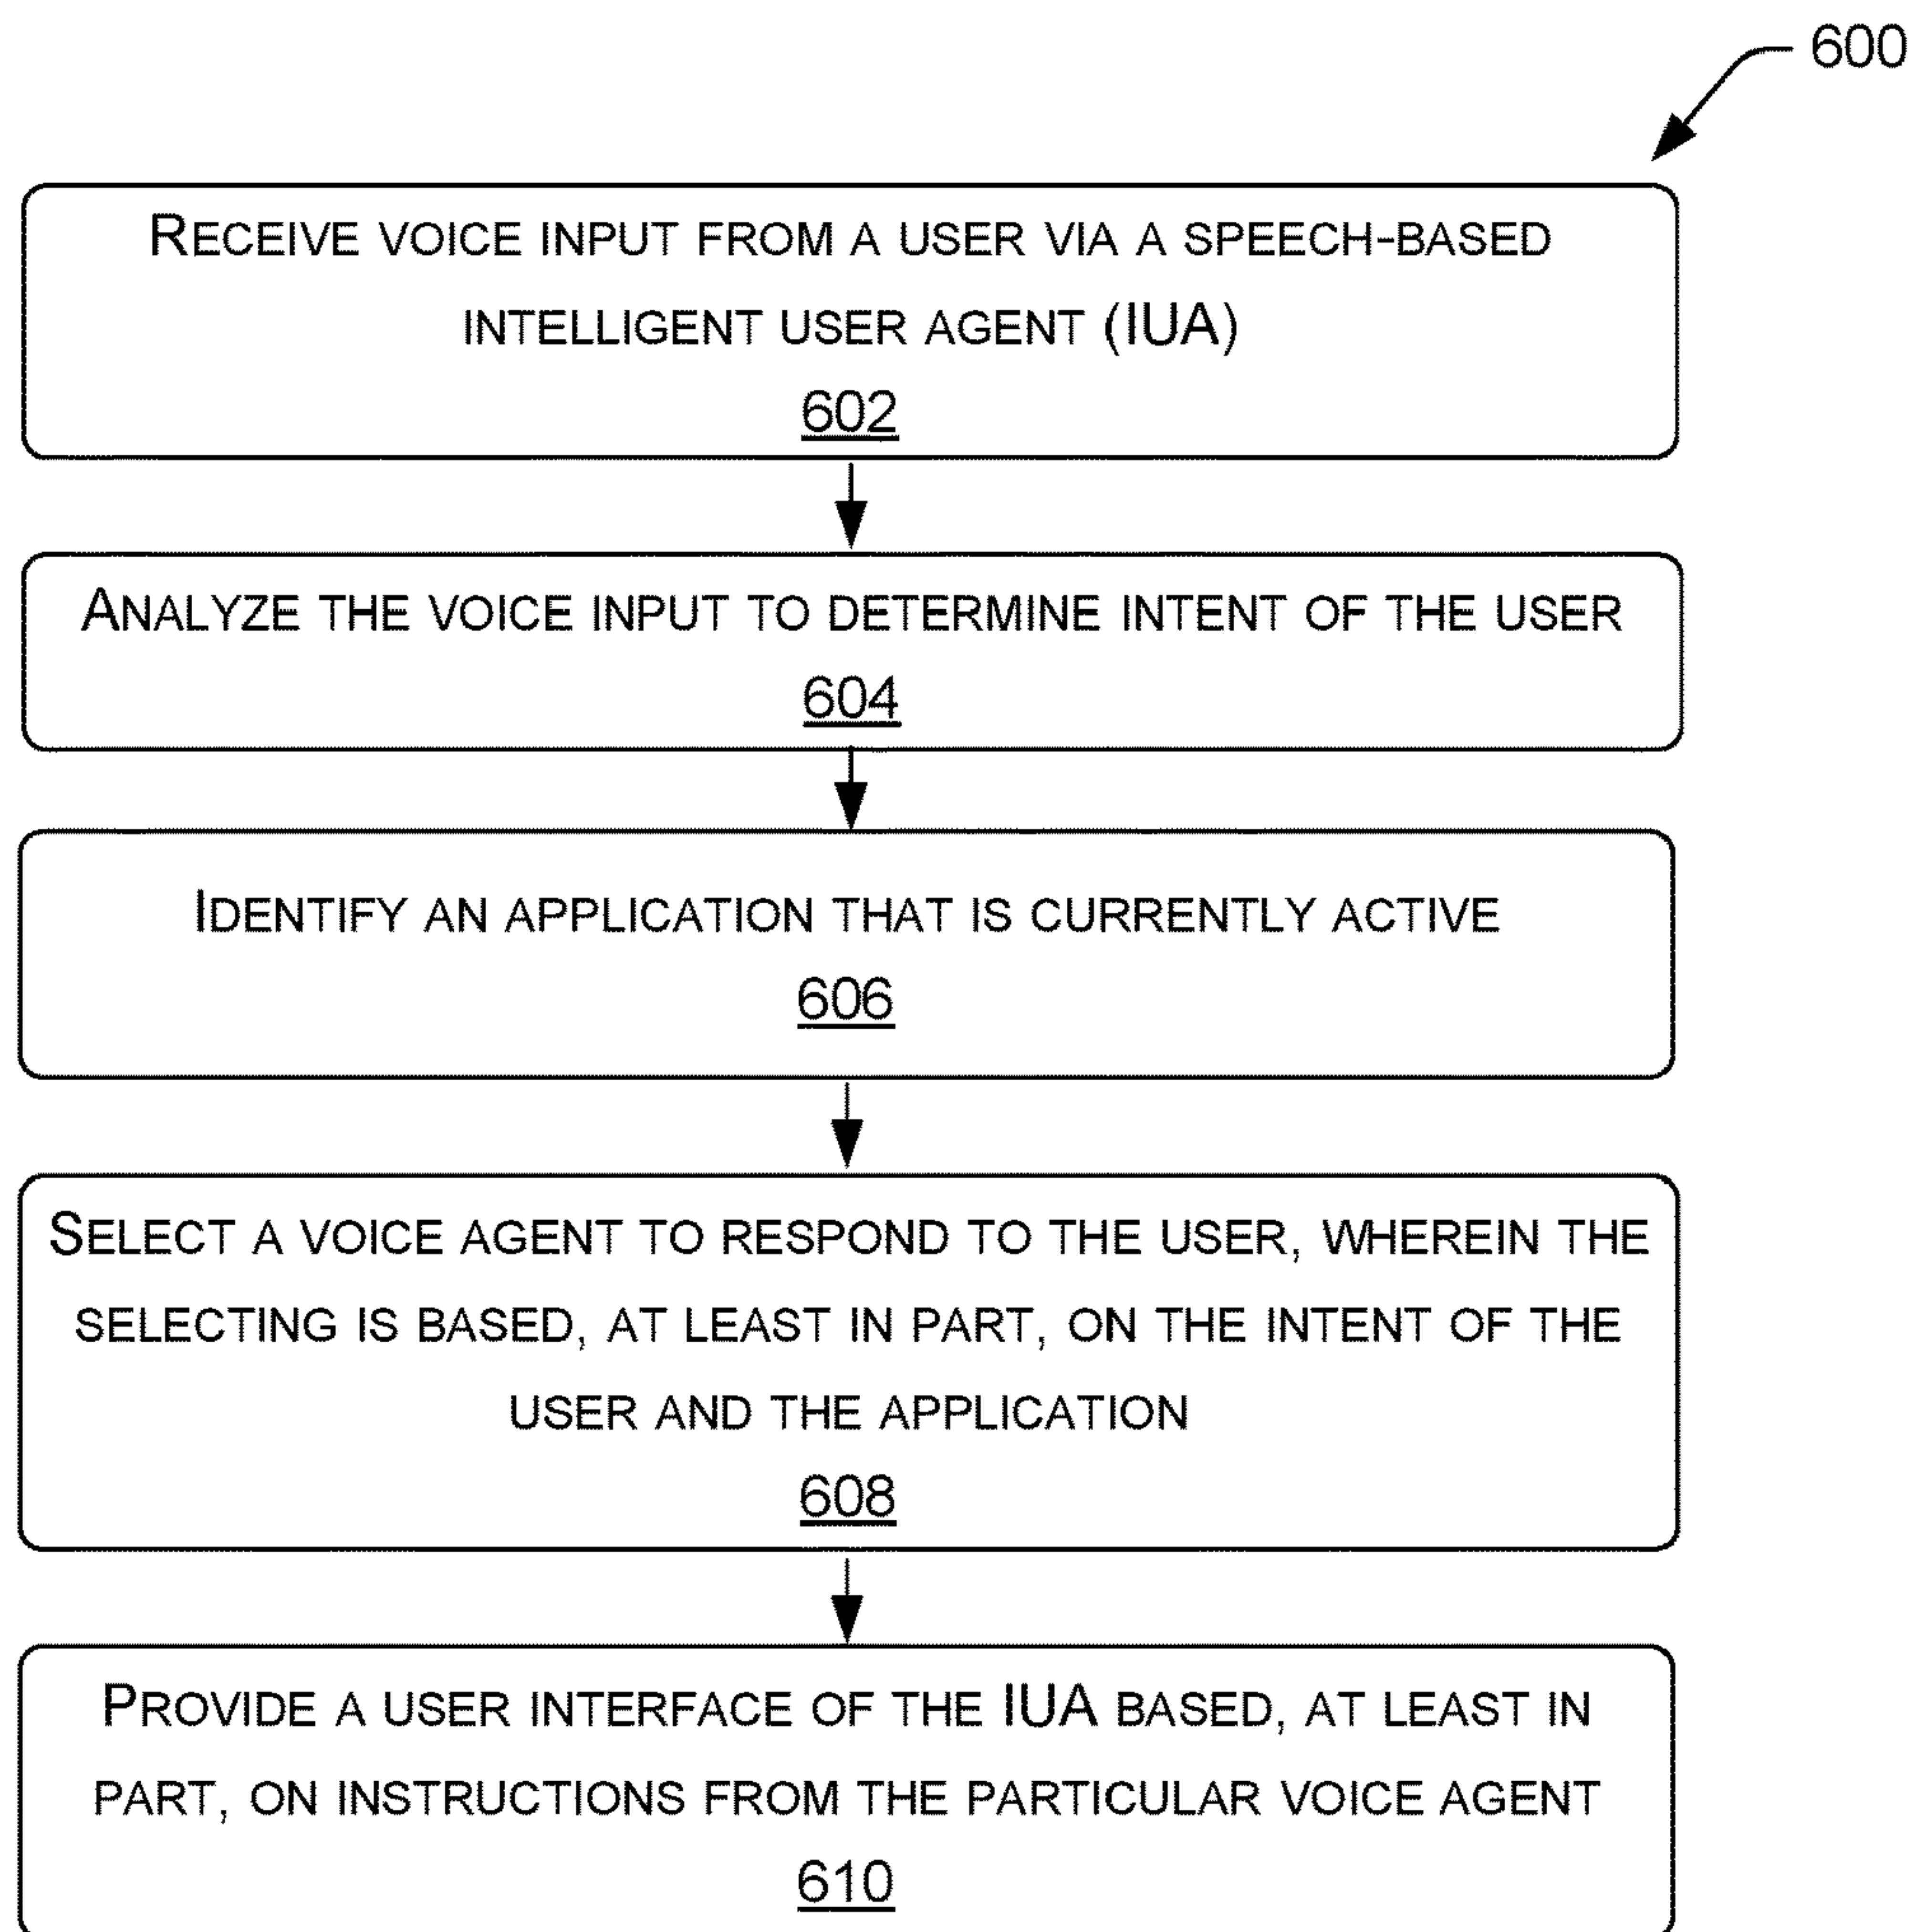 600
RECEIVE VOICE INPUT FROM A USER VIA A SPEECH-BASED
INTELLIGENT USER AGENT (IUA)
602
ANALYZE THE VOICE INPUT TO DETERMINE INTENT OF THE USER
604
IDENTIFY AN APPLICATION THAT IS CURRENTLY ACTIVE
606
SELECT A VOICE AGENT TO RESPOND TO THE USER, WHEREIN THE
SELECTING IS BASED, AT LEAST IN PART, ON THE INTENT OF THE
USER AND THE APPLICATION
608
PROVIDE A USER INTERFACE OF THE IUA BASED, AT LEAST IN
PART, ON INSTRUCTIONS FROM THE PARTICULAR VOICE AGENT
610